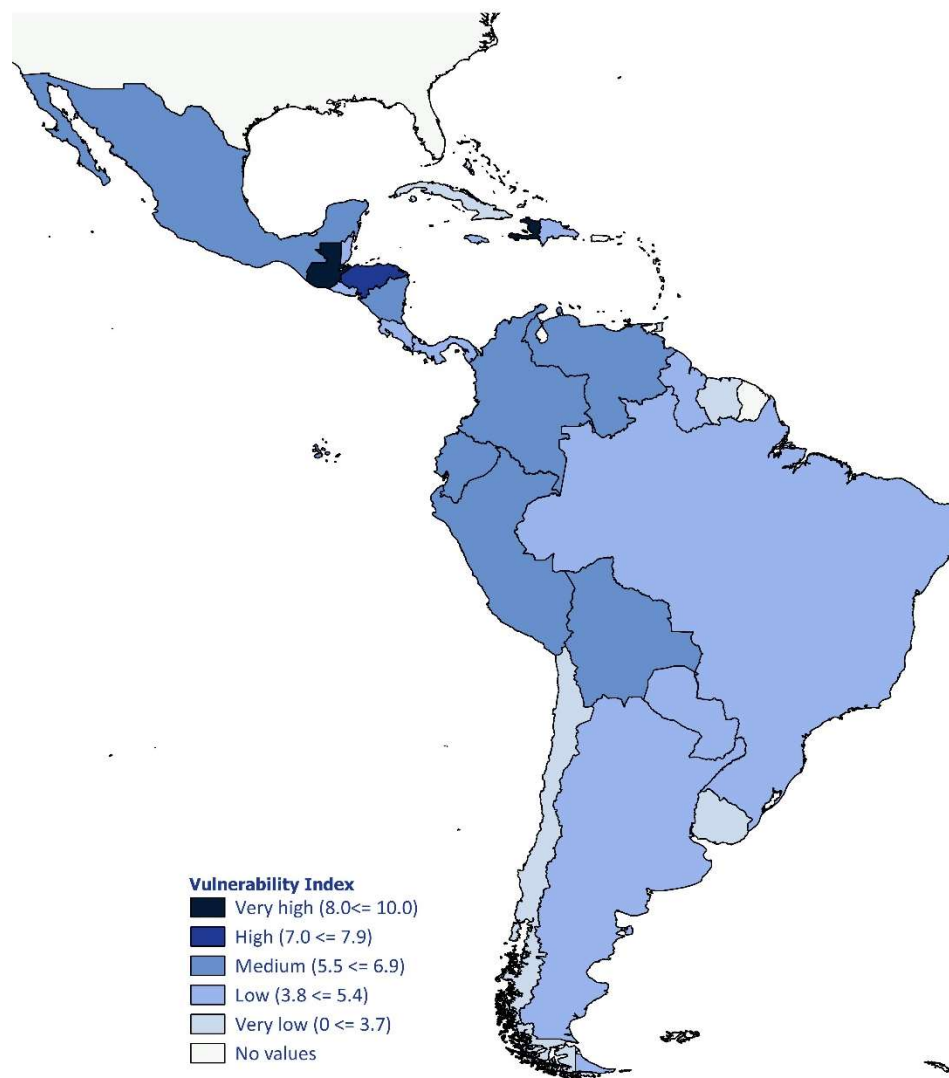 Vulnerability Index
Very high (8.0<= 10.0)
High (7.0 <= 7.9)
Medium (5.5 <= 6.9)
Low (3.8 <= 5.4)
Very low (0 <= 3.7)
No values